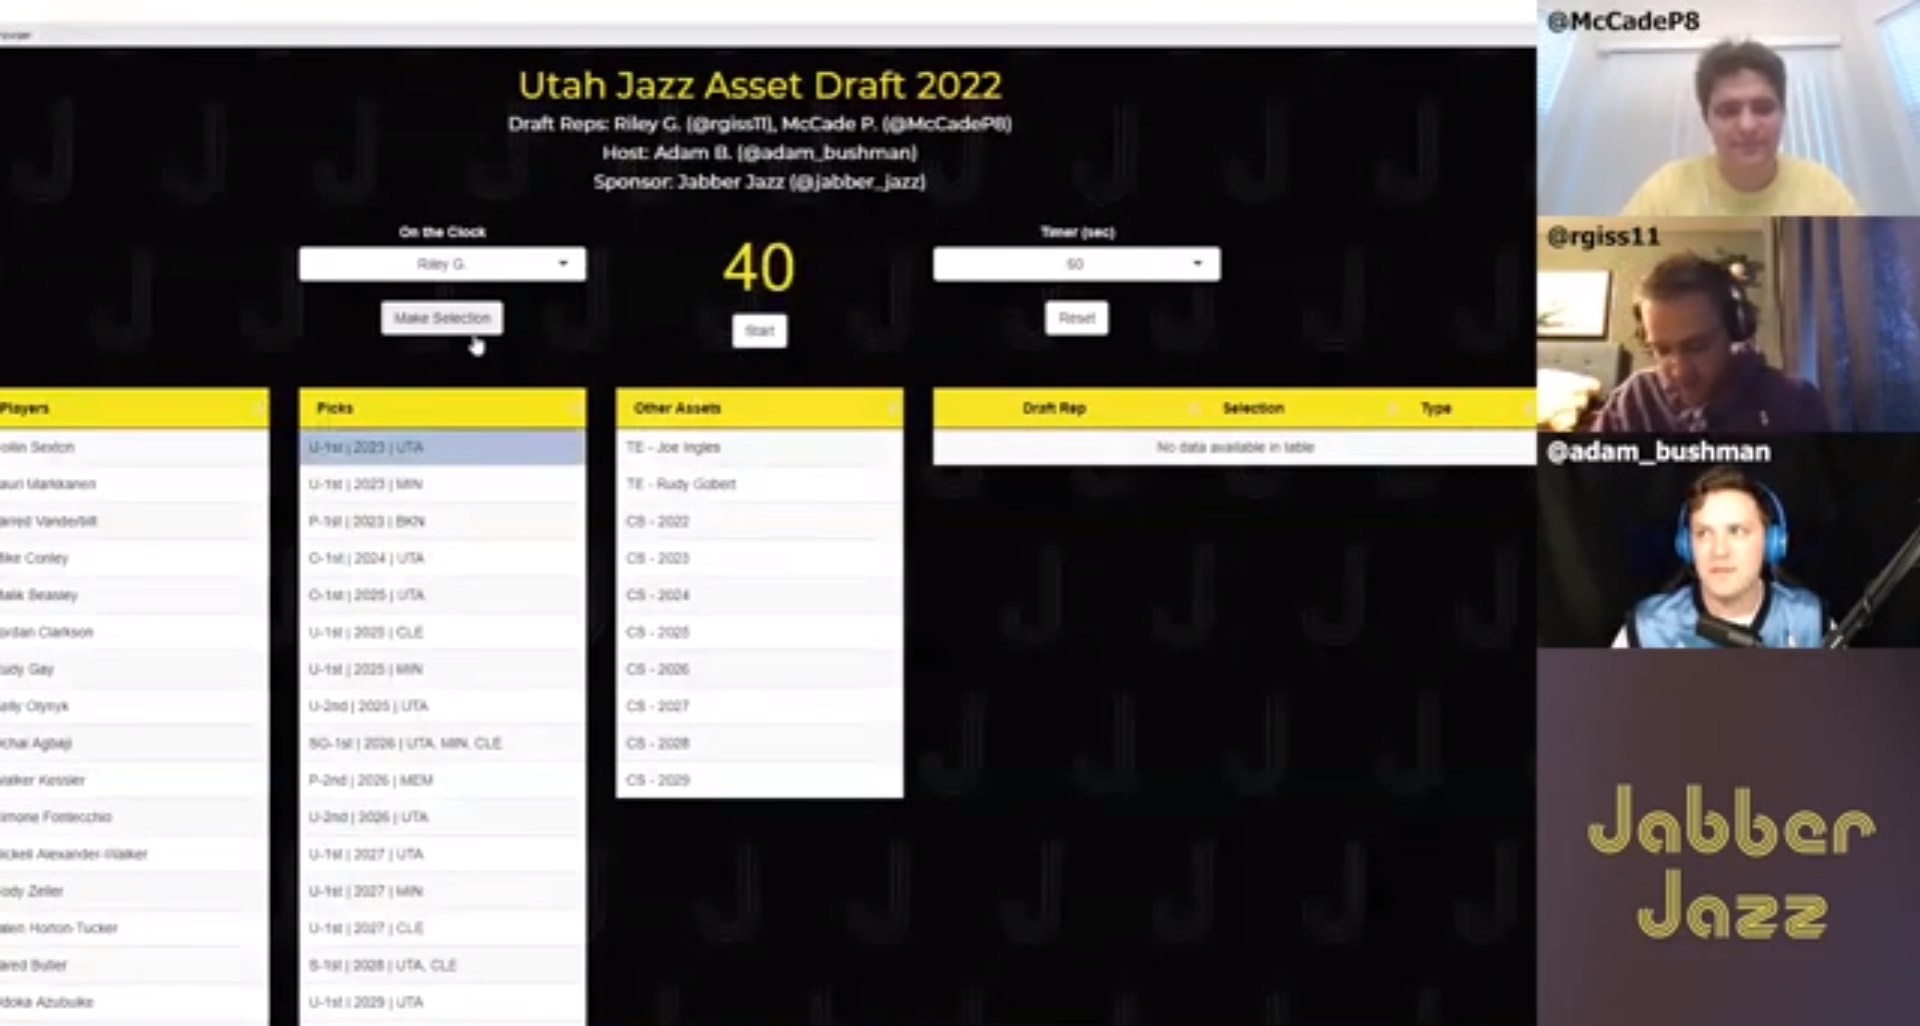 Utah Jazz Asset Draft 2022
Draft Reps: Riley G. (@rgiss11), McCade P. (@McCadeP8)
Host: Adam B. (@adam_bushman)
Sponsor: Jabber Jazz (@jabber_jazz)
On the Clock
Riley G.
Make Selection
40
Start
Timer (sec)
60
Reset
Players
ollin Sexton
auri Markkanen
arred Vanderbilt
ike Conley
alik Beasley
ordan Clarkson
udy Gay
elly Olynyk
chai Agbaji
alker Kessler
imone Fontecchio
ickeil Alexander-Walker
ody Zeller
alen Horton-Tucker
ared Butler
doka Azubuike
Picks
U-1st | 2023 | UTA
U-1st | 2023 | MIN
P-1st | 2023 | BKN
O-1st | 2024 | UTA
O-1st | 2025 | UTA
U-1st | 2025 | CLE
U-1st | 2025 | MIN
U-2nd | 2025 | UTA
SG-1st | 2026 | UTA, MIN, CLE
P-2nd | 2026 | MEM
U-2nd | 2026 | UTA
U-1st | 2027 | UTA
U-1st | 2027 | MIN
U-1st | 2027 | CLE
S-1st | 2028 | UTA, CLE
U-1st | 2029 | UTA
Other Assets
TE - Joe Ingles
TE - Rudy Gobert
CS - 2022
CS - 2023
CS - 2024
CS - 2025
CS - 2026
CS - 2027
CS - 2028
CS - 2029
Draft Rep Selection Type
No data available in table
@McCadeP8
@rgiss11
@adam_bushman
Jabber
Jazz